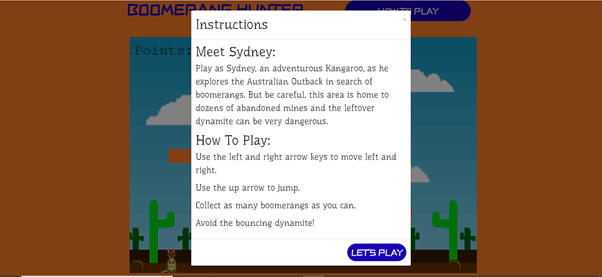 BOOMERANG HUNTER
HOW TO PLAY
Points:
Instructions
Meet Sydney:
Play as Sydney, an adventurous Kangaroo, as he
explores the Australian Outback in search of
boomerangs. But be careful, this area is home to
dozens of abandoned mines and the leftover
dynamite can be very dangerous.
How To Play:
Use the left and right arrow keys to move left and
right.
Use the up arrow to jump.
Collect as many boomerangs as you can.
Avoid the bouncing dynamite!
LET'S PLAY